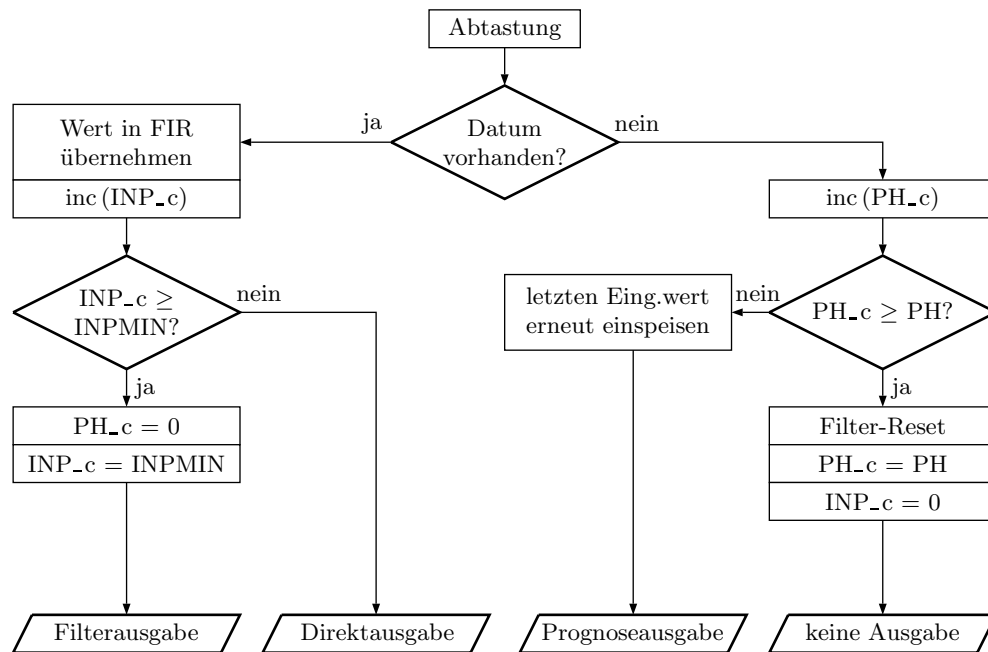 Abtastung
Datum
vorhanden?
ja
nein
Wert in FIR
übernehmen
inc (INP_c)
inc (PH_c)
INP_c ≥
INPMIN?
nein
letzten Eing.wert
erneut einspeisen
nein
PH_c ≥ PH?
ja
ja
PH_c = 0
INP_c = INPMIN
Filter-Reset
PH_c = PH
INP_c = 0
Filterausgabe
Direktausgabe
Prognoseausgabe
keine Ausgabe